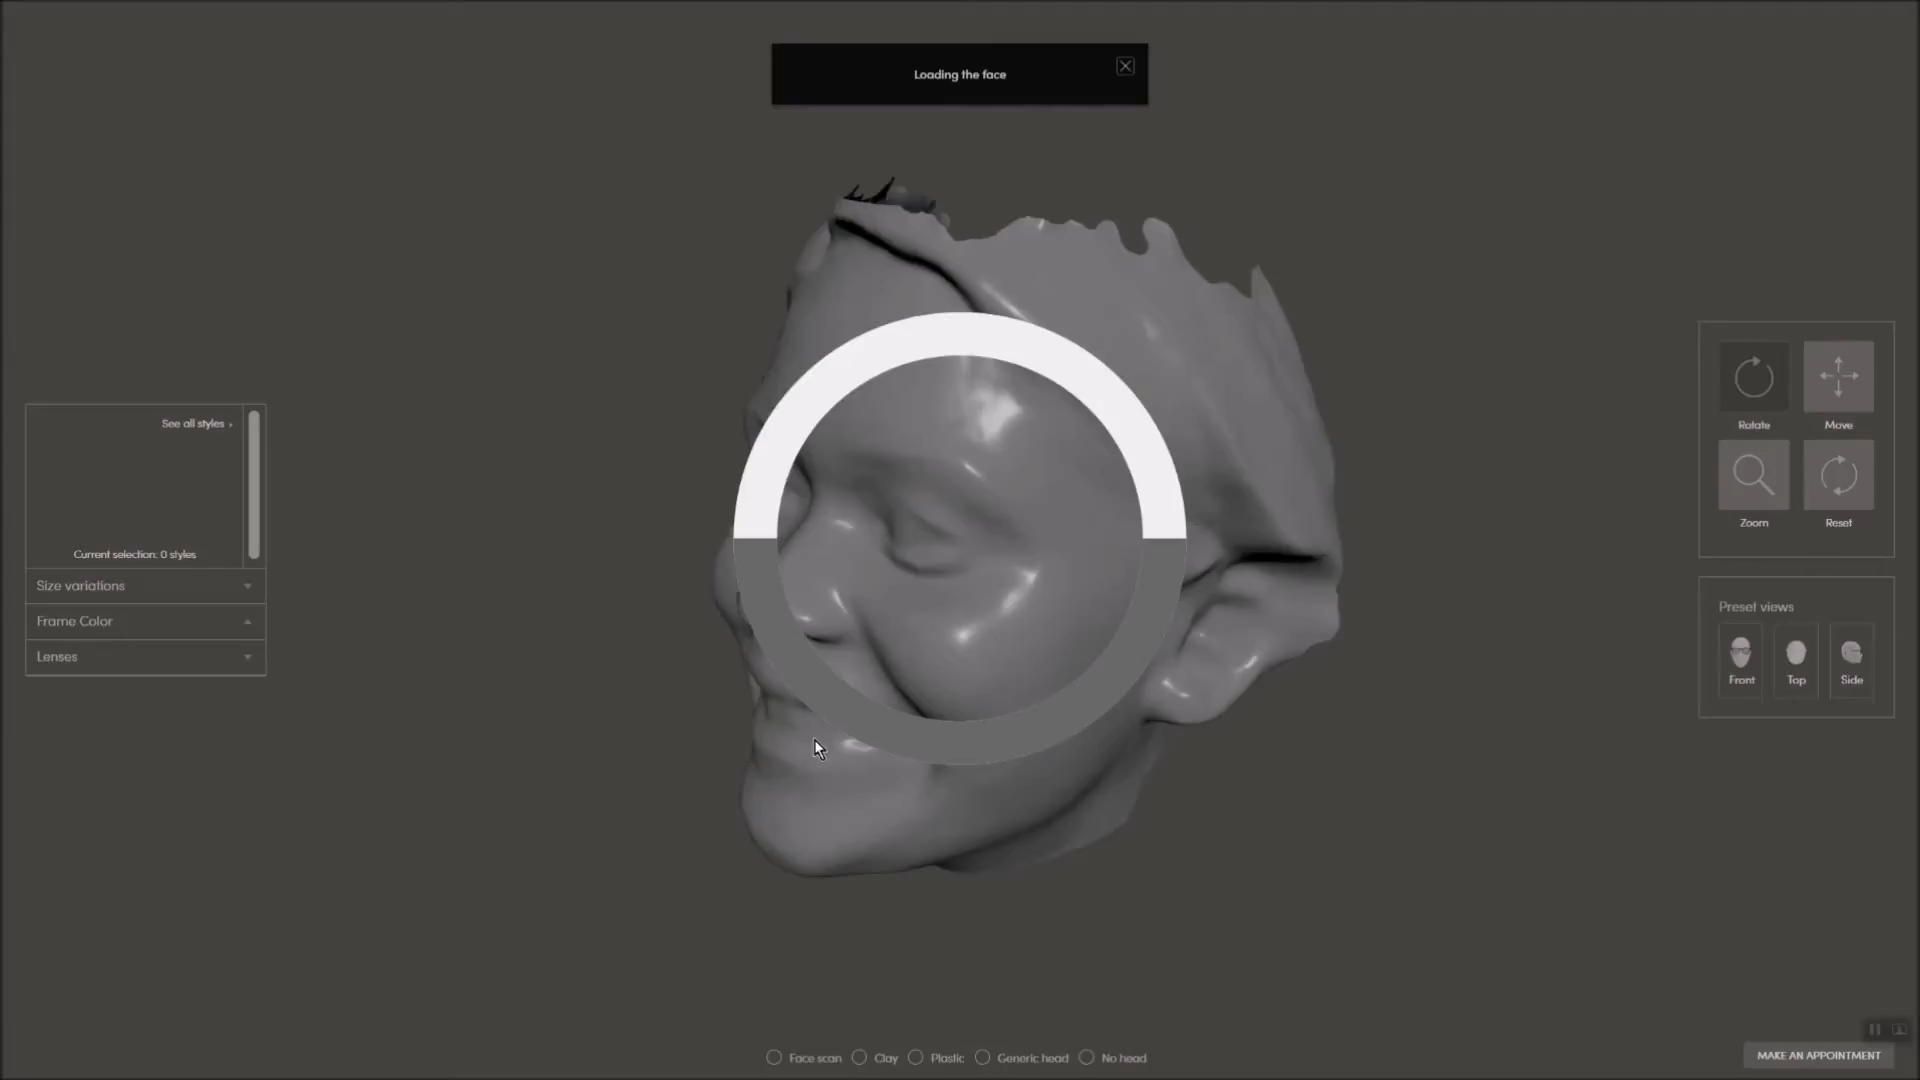 Loading the face
See all styles ›
Current selection: 0 styles
Size variations
Frame Color
Lenses
Rotate
Move
Zoom
Reset
Preset views
Front
Top
Side
Face scan
Clay
Plastic
Generic head
No head
MAKE AN APPOINTMENT